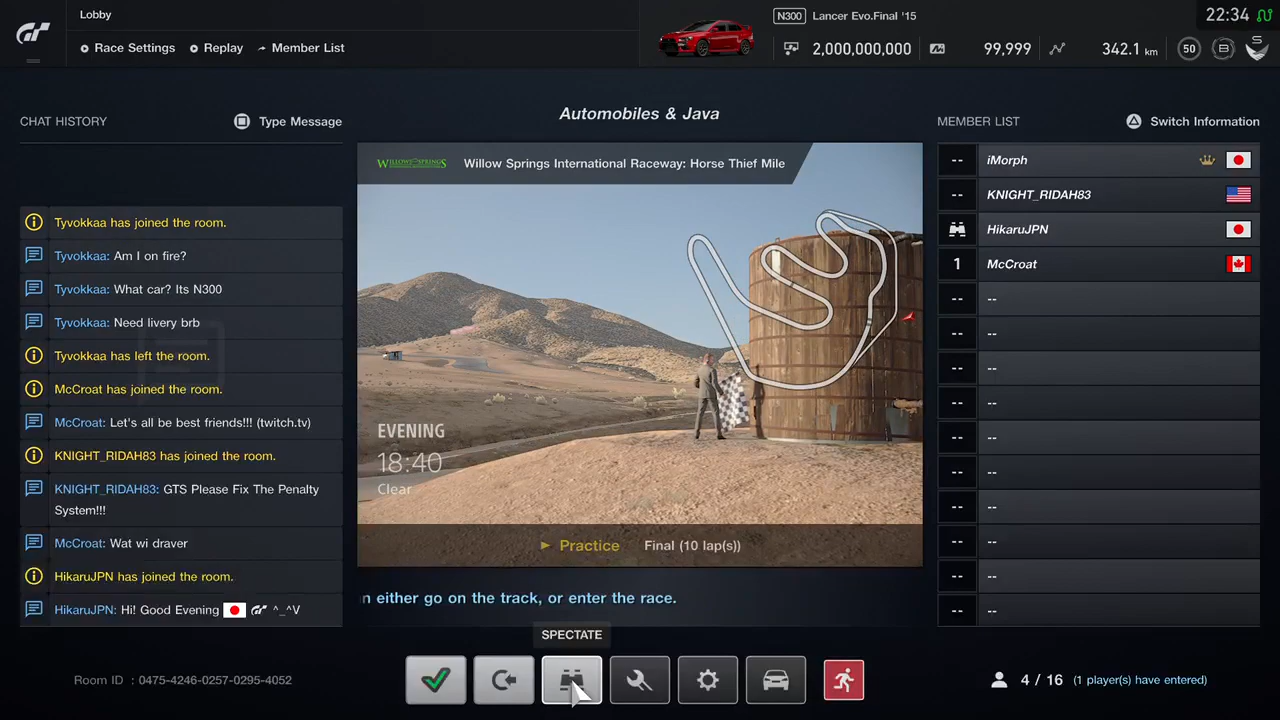 Lobby
Race Settings
Replay
Member List
N300
Lancer Evo.Final '15
2,000,000,000
99,999
342.1 km
50
B
S
22:34
CHAT HISTORY
Type Message
Tyvokkaa has joined the room.
Tyvokkaa: Am I on fire?
Tyvokkaa: What car? Its N300
Tyvokkaa: Need livery brb
Tyvokkaa has left the room.
McCroat has joined the room.
McCroat: Let's all be best friends!!! (twitch.tv)
KNIGHT_RIDAH83 has joined the room.
KNIGHT_RIDAH83: GTS Please Fix The Penalty
System!!!
McCroat: Wat wi draver
HikaruJPN has joined the room.
HikaruJPN: Hi! Good Evening 🇯🇵 ^_^V
Automobiles & Java
WILLOW SPRINGS
Willow Springs International Raceway: Horse Thief Mile
EVENING
18:40
Clear
Practice
Final (10 lap(s))
n either go on the track, or enter the race.
SPECTATE
MEMBER LIST
Switch Information
-- iMorph
-- KNIGHT_RIDAH83
HikaruJPN
1 McCroat
-- --
-- --
-- --
-- --
-- --
-- --
-- --
-- --
-- --
-- --
Room ID : 0475-4246-0257-0295-4052
4 / 16
(1 player(s) have entered)